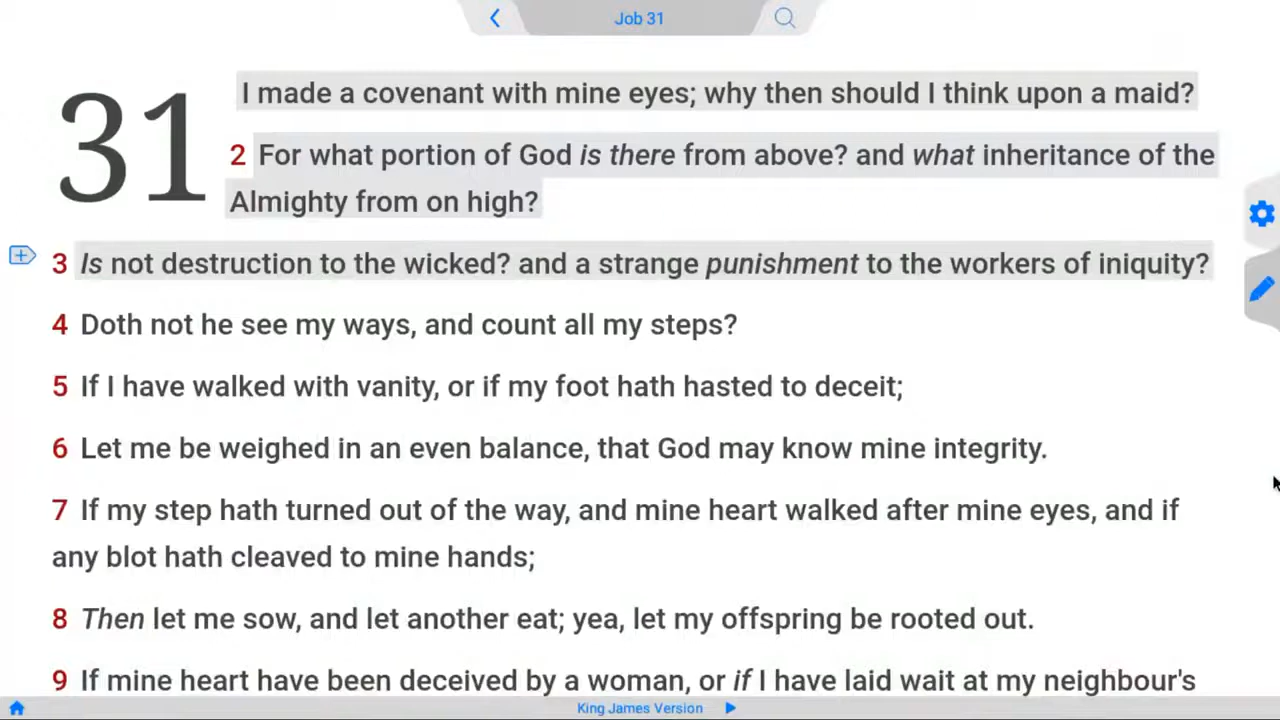 Job 31
31 I made a covenant with mine eyes; why then should I think upon a maid?
2 For what portion of God is there from above? and what inheritance of the
Almighty from on high?
3 Is not destruction to the wicked? and a strange punishment to the workers of iniquity?
4 Doth not he see my ways, and count all my steps?
5 If I have walked with vanity, or if my foot hath hasted to deceit;
6 Let me be weighed in an even balance, that God may know mine integrity.
7 If my step hath turned out of the way, and mine heart walked after mine eyes, and if
any blot hath cleaved to mine hands;
8 Then let me sow, and let another eat; yea, let my offspring be rooted out.
9 If mine heart have been deceived by a woman, or if I have laid wait at my neighbour's
King James Version